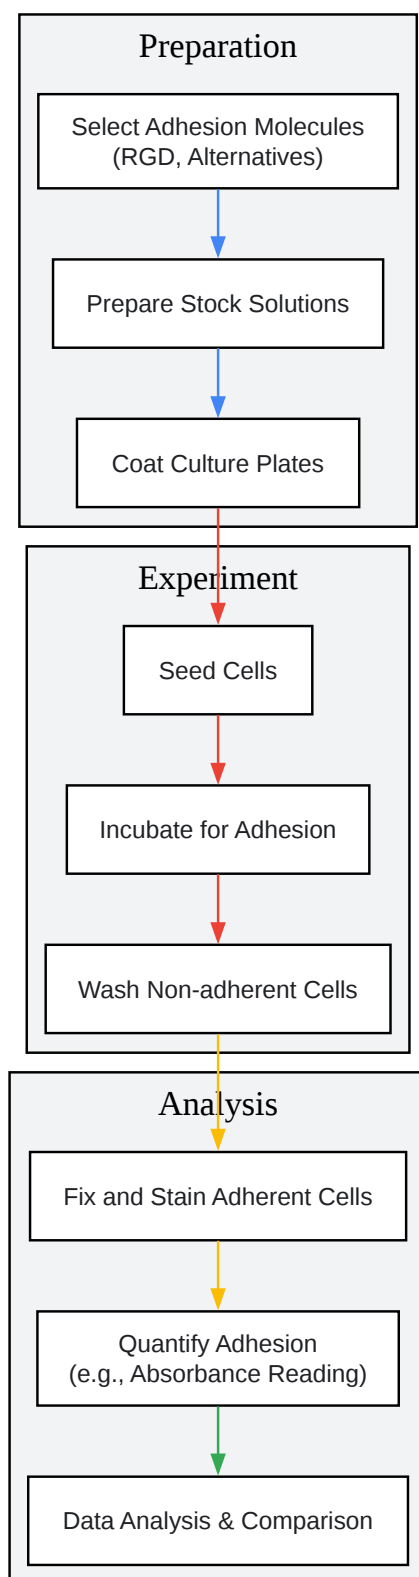 Preparation
Select Adhesion Molecules
(RGD, Alternatives)
Prepare Stock Solutions
Coat Culture Plates
Experiment
Seed Cells
Incubate for Adhesion
Wash Non-adherent Cells
Analysis
Fix and Stain Adherent Cells
Quantify Adhesion
(e.g., Absorbance Reading)
Data Analysis & Comparison